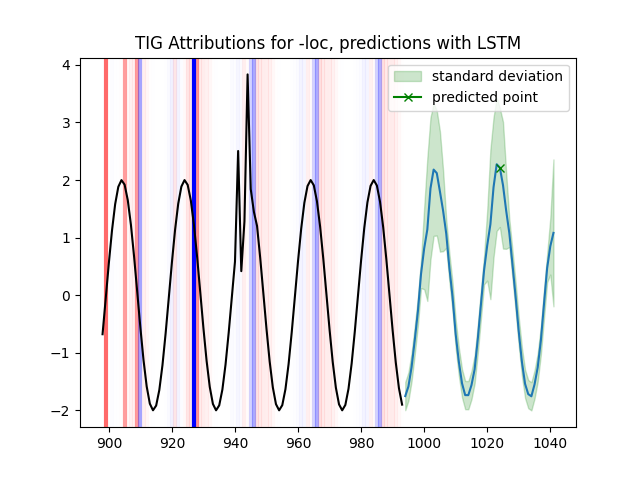 TIG Attributions for -loc, predictions with LSTM
standard deviation
predicted point
4
3
2
1
0
−1
−2
900 920 940 960 980 1000 1020 1040